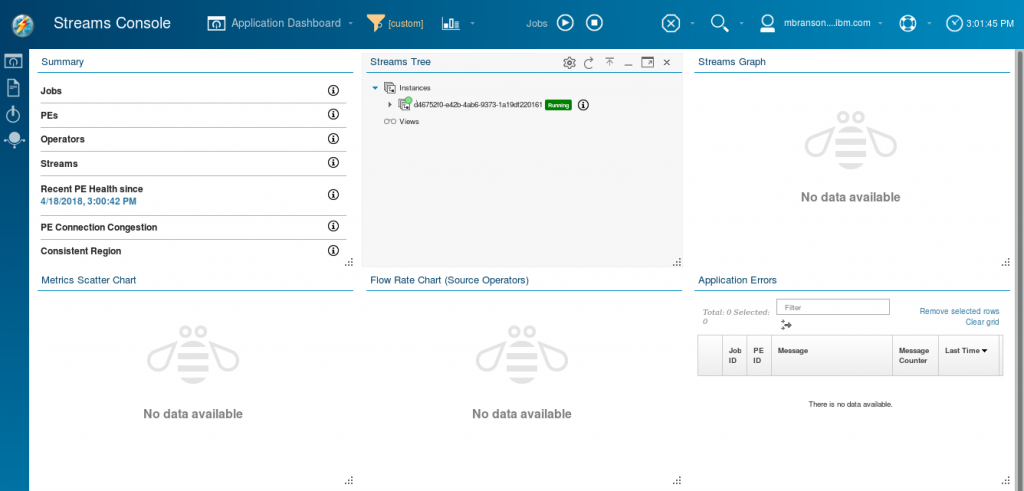 Streams Console
Application Dashboard
[custom]
Jobs
mbranson....ibm.com
3:01:45 PM
Summary
Jobs
PEs
Operators
Streams
Recent PE Health since
4/18/2018, 3:00:42 PM
PE Connection Congestion
Consistent Region
Streams Tree
Instances
d46752f0-e42b-4ab6-9373-1a19df220161 Running
Views
Streams Graph
No data available
Metrics Scatter Chart
No data available
Flow Rate Chart (Source Operators)
No data available
Application Errors
Total: 0 Selected:
0
Filter
Remove selected rows
Clear grid
Job ID
PE ID
Message
Message Counter
Last Time
There is no data available.